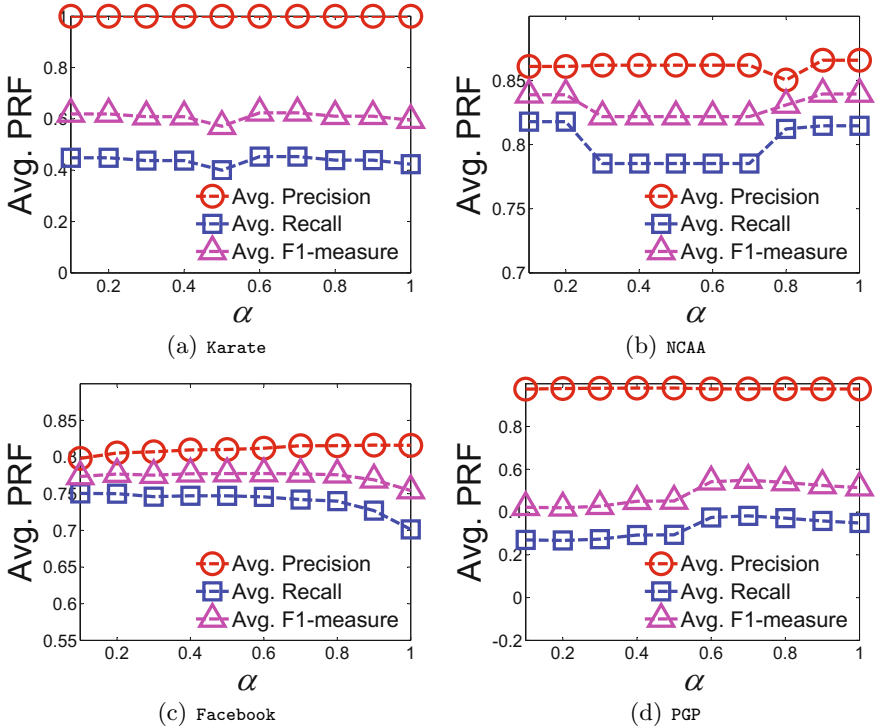 Avg. PRF
1
0.8
0.6
0.4
0.2
0
Avg. Precision
Avg. Recall
Avg. F1-measure
0.2 0.4 0.6 0.8 1
α
(a) Karate
Avg. PRF
0.85
0.8
0.75
0.7
Avg. Precision
Avg. Recall
Avg. F1-measure
0.2 0.4 0.6 0.8 1
α
(b) NCAA
Avg. PRF
0.85
0.8
0.75
0.7
0.65
0.6
0.55
Avg. Precision
Avg. Recall
Avg. F1-measure
0.2 0.4 0.6 0.8 1
α
(c) Facebook
Avg. PRF
0.8
0.6
0.2
0
-0.2
Avg. Precision
Avg. Recall
Avg. F1-measure
0.2 0.4 0.6 0.8 1
α
(d) PGP